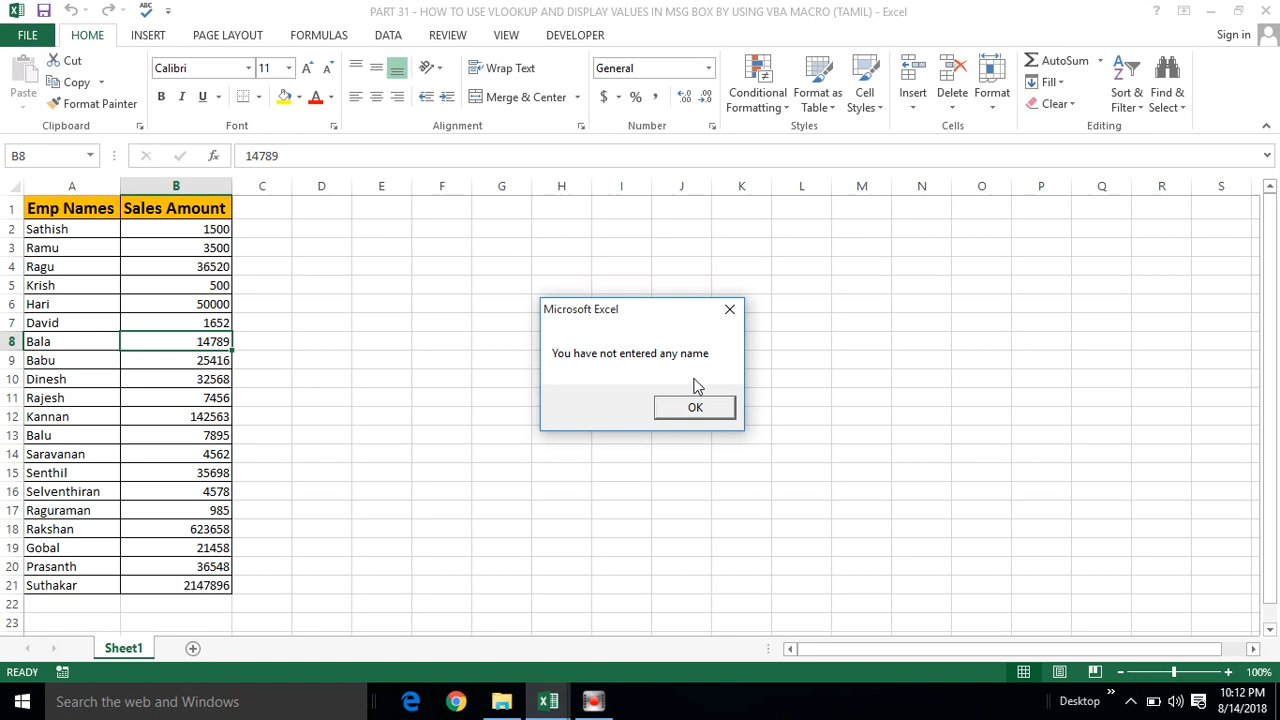 PART 31 - HOW TO USE VLOOKUP AND DISPLAY VALUES IN MSG BOX BY USING VBA MACRO (TAMIL) - Excel
FILE HOME INSERT PAGE LAYOUT FORMULAS DATA REVIEW VIEW DEVELOPER Sign in
Cut
Copy
Format Painter
Paste
Clipboard
Calibri 11
B I U
Font
Wrap Text
Merge & Center
Alignment
General
$ % ,
Number
Conditional Formatting
Format as Table
Cell Styles
Styles
Insert Delete Format
Cells
AutoSum
Fill
Clear
Sort & Filter
Find & Select
Editing
B8 fx 14789
A B C D E F G H I J K L M N O P Q R S
1 Emp Names Sales Amount
2 Sathish 1500
3 Ramu 3500
4 Ragu 36520
5 Krish 500
6 Hari 50000
7 David 1652
8 Bala 14789
9 Babu 25416
10 Dinesh 32568
11 Rajesh 7456
12 Kannan 142563
13 Balu 7895
14 Saravanan 4562
15 Senthil 35698
16 Selventhiran 4578
17 Raguraman 985
18 Rakshan 623658
19 Gobal 21458
20 Prasanth 36548
21 Suthakar 2147896
22
23
Microsoft Excel
You have not entered any name
OK
Sheet1
READY 100%
Search the web and Windows
Desktop
10:12 PM
8/14/2018